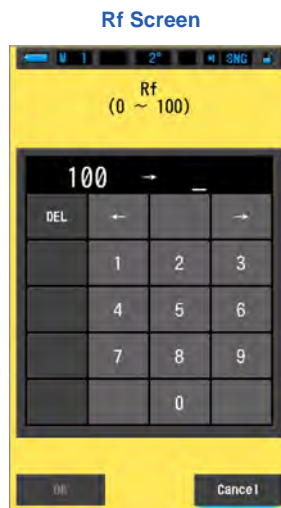 Rf Screen
M 1 2° SNG
Rf
(0 ~ 100)
100 → _
DEL ← →
1 2 3
4 5 6
7 8 9
0
OK Cancel